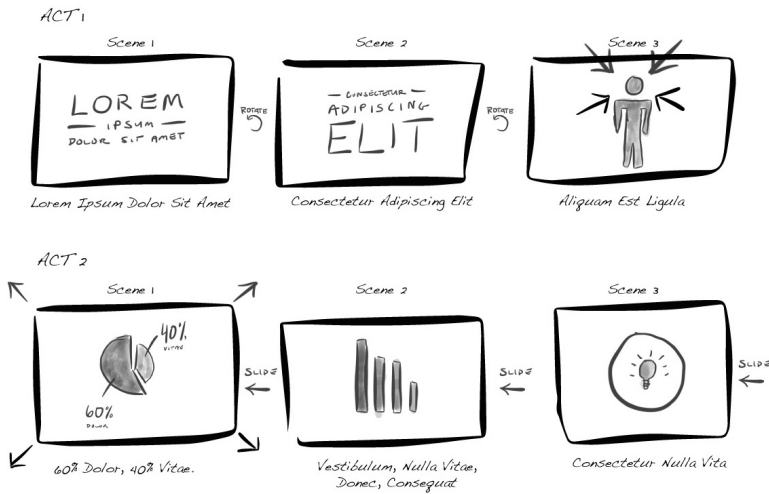 ACT 1
Scene 1
Scene 2
Scene 3
LOREM
IPSUM
DOLOR SIT AMET
ROTATE
CONSECTETUR
ADIPISCING
ELIT
ROTATE
Lorem Ipsum Dolor Sit Amet
Consectetur Adipiscing Elit
Aliquam Est Ligula
ACT 2
Scene 1
Scene 2
Scene 3
40%
VITAE
60%
DOLOR
SLIDE
SLIDE
SLIDE
60% Dolor, 40% Vitae.
Vestibulum, Nulla Vitae,
Donec, Consequat
Consectetur Nulla Vita